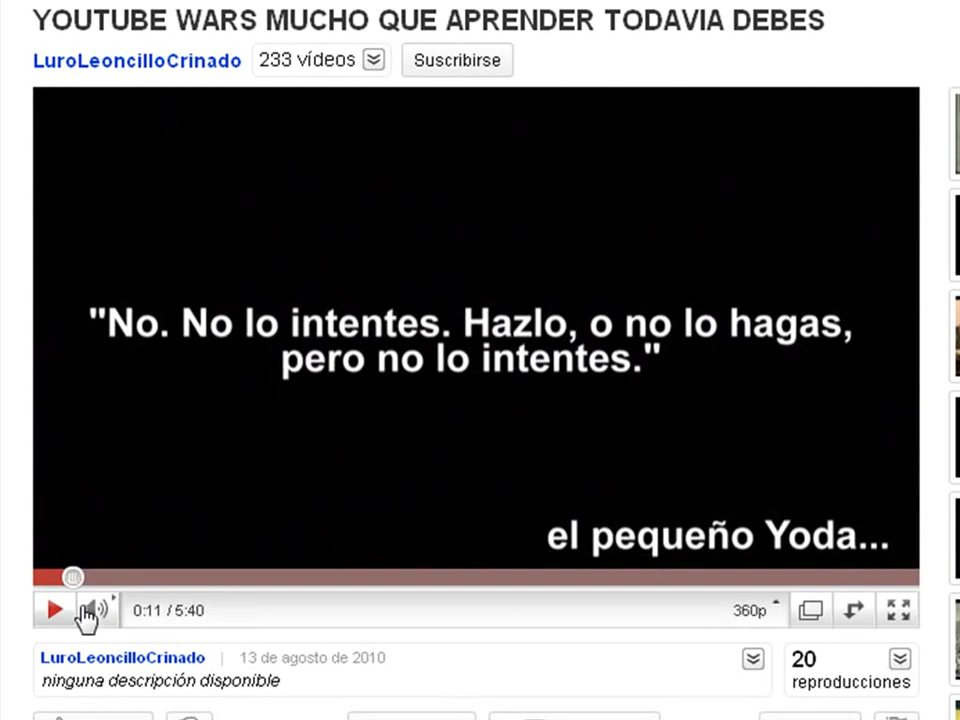 YOUTUBE WARS MUCHO QUE APRENDER TODAVIA DEBES
LuroLeoncilloCrinado 233 vídeos Suscribirse
"No. No lo intentes. Hazlo, o no lo hagas,
pero no lo intentes."
el pequeño Yoda...
0:11 / 5:40 360p
LuroLeoncilloCrinado | 13 de agosto de 2010
ninguna descripción disponible
20
reproducciones